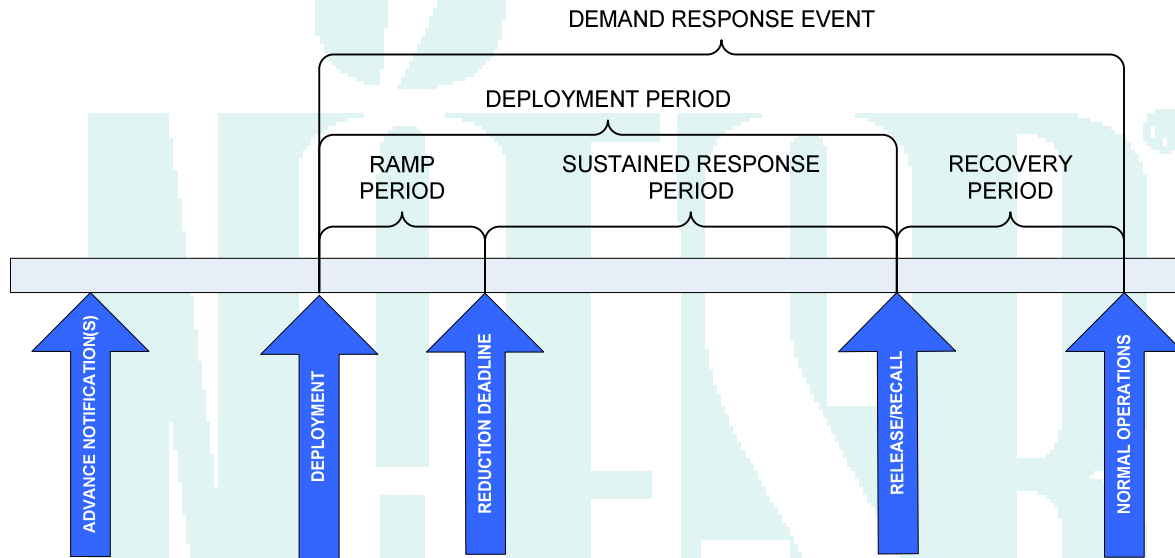 DEMAND RESPONSE EVENT
DEPLOYMENT PERIOD
RAMP
PERIOD
SUSTAINED RESPONSE
PERIOD
RECOVERY
PERIOD
ADVANCE NOTIFICATION(S)
DEPLOYMENT
REDUCTION DEADLINE
RELEASE/RECALL
NORMAL OPERATIONS